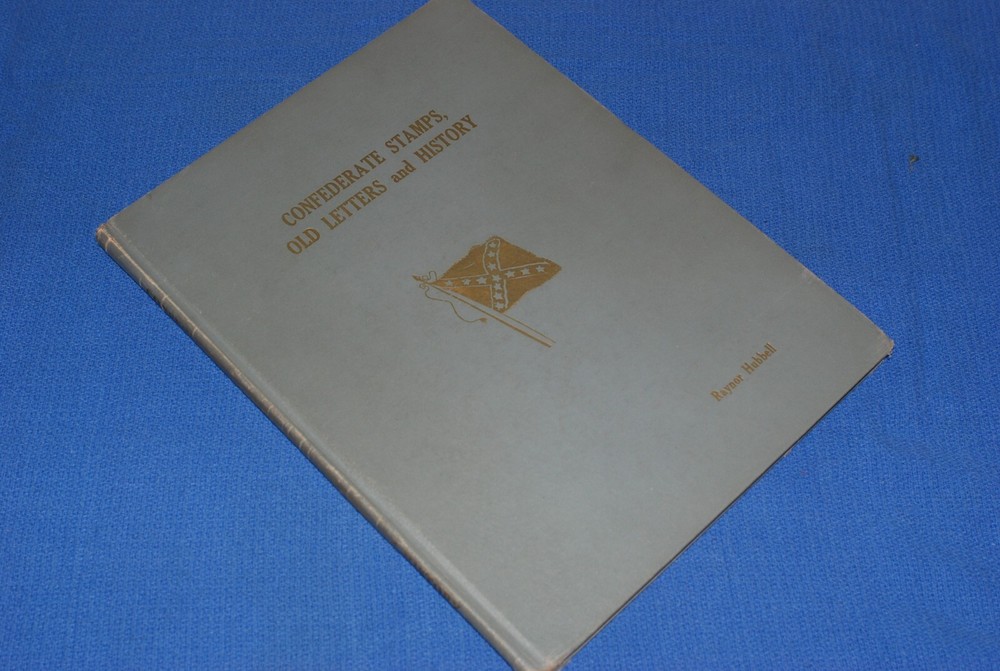 CONFEDERATE STAMPS,
OLD LETTERS and HISTORY
Raynor Hubbell